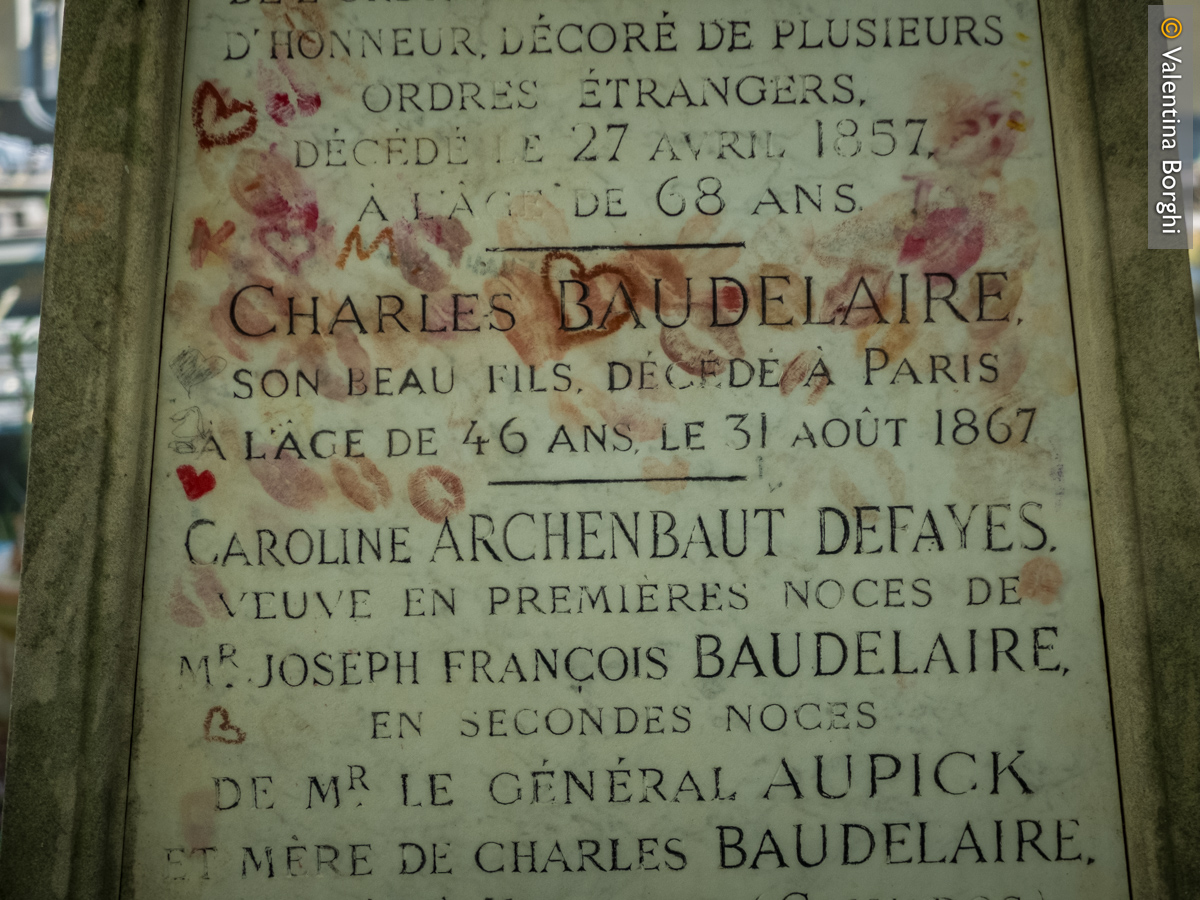 D'HONNEUR, DÉCORÉ DE PLUSIEURS
ORDRES ÉTRANGERS,
DÉCÉDÉ LE 27 AVRIL 1857,
À L'ÂGE DE 68 ANS.
CHARLES BAUDELAIRE,
SON BEAU FILS, DÉCÉDÉ À PARIS
À L'ÂGE DE 46 ANS, LE 31 AOÛT 1867
CAROLINE ARCHENBAUT DEFAYES,
VEUVE EN PREMIÈRES NOCES DE
MR. JOSEPH FRANÇOIS BAUDELAIRE,
EN SECONDES NOCES
DE MR LE GÉNÉRAL AUPICK
ET MÈRE DE CHARLES BAUDELAIRE,
K
M
© Valentina Borghi